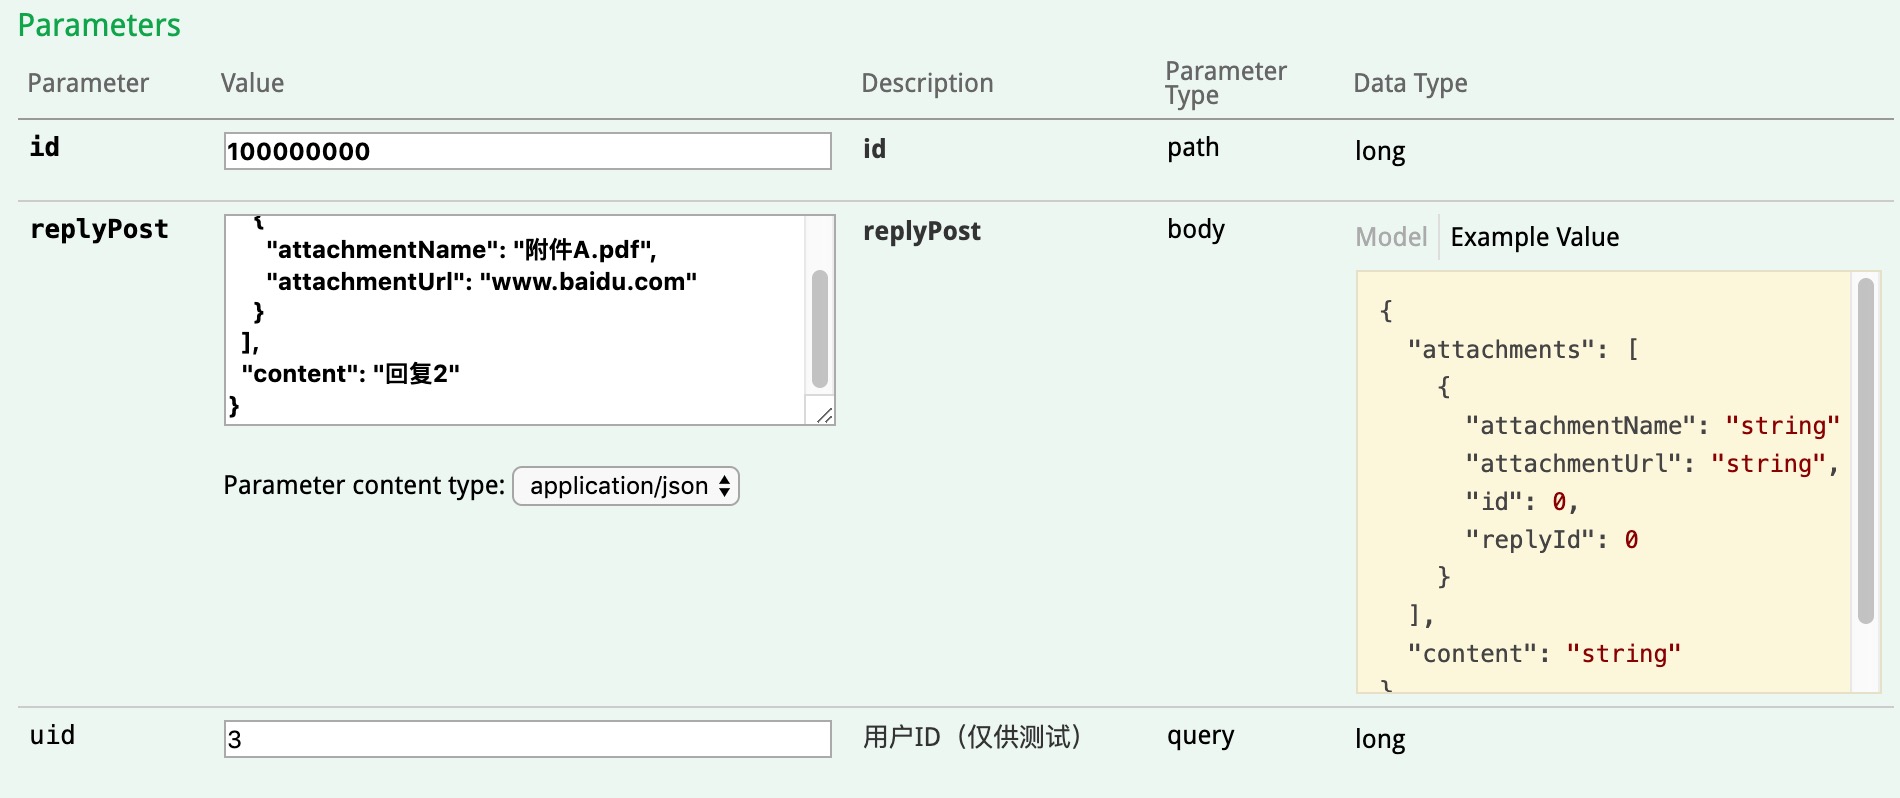 Parameters
Parameter Value Description Parameter Type Data Type
id 100000000 id path long
replyPost
{
"attachmentName": "附件A.pdf",
"attachmentUrl": "www.baidu.com"
}
],
"content": "回复2"
}
Parameter content type: application/json
replyPost body
Model Example Value
{
"attachments": [
{
"attachmentName": "string"
"attachmentUrl": "string",
"id": 0,
"replyId": 0
}
],
"content": "string"
}
uid 3 用户ID（仅供测试） query long